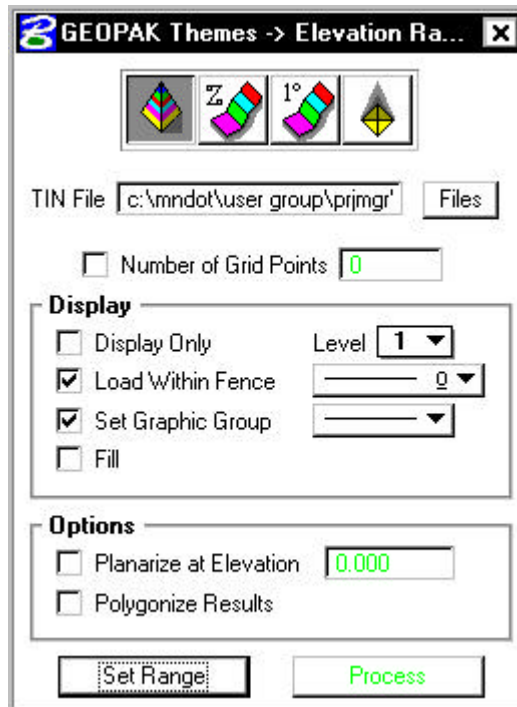 GEOPAK Themes -> Elevation Ra...
Z 1°
TIN File c:\mndot\user group\prjmgr' Files
Number of Grid Points 0
Display
Display Only Level 1
Load Within Fence 0
Set Graphic Group
Fill
Options
Planarize at Elevation 0.000
Polygonize Results
Set Range Process